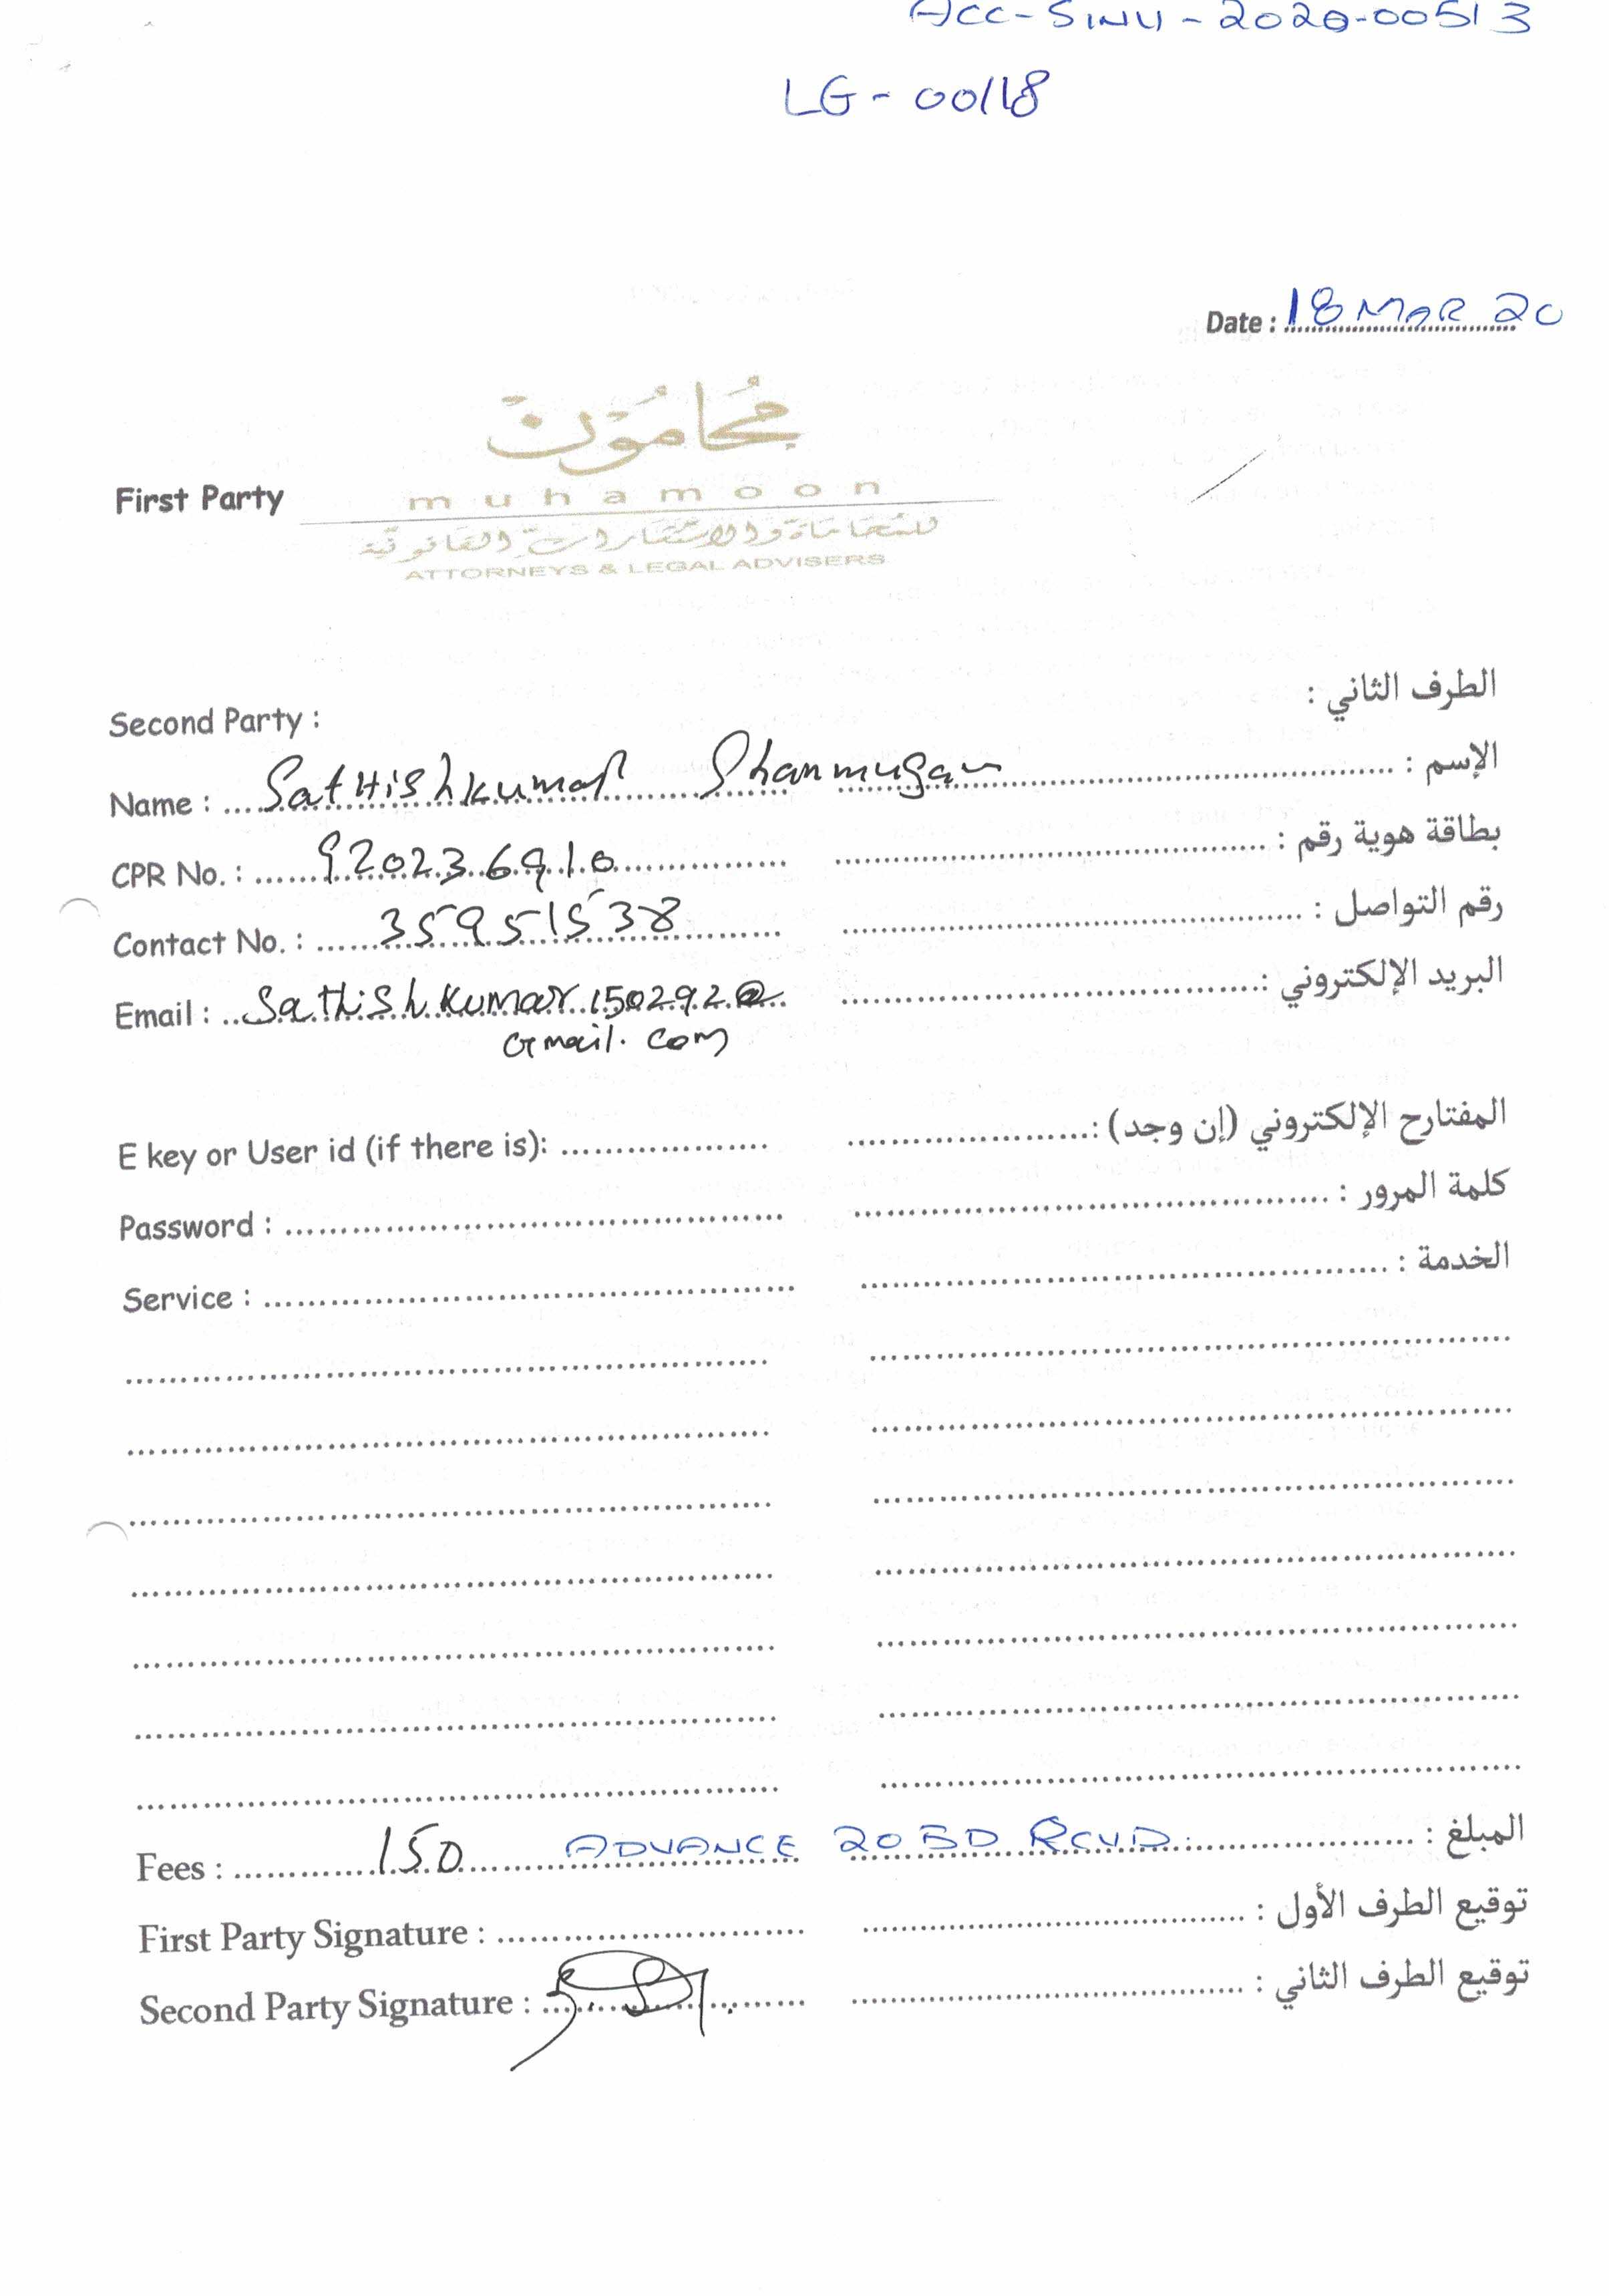 ACC-SINU-2020-00513
LG-00118
Date : 18 MAR 20
محامون
First Party
muhamoon
للمحاماة والاستشارات القانونية
ATTORNEYS & LEGAL ADVISERS
Second Party : الطرف الثاني :
Name : Sathishkumar Shanmugam الإسم :
CPR No. : 920236910 بطاقة هوية رقم :
Contact No. : 35951538 رقم التواصل :
Email : Sathishkumar150292@ البريد الإلكتروني :
Gmail.com
E key or User id (if there is): المفتارح الإلكتروني (إن وجد) :
Password : كلمة المرور :
Service : الخدمة :
Fees : 150 ADVANCE 20 BD RCVD. المبلغ :
First Party Signature : توقيع الطرف الأول :
Second Party Signature : توقيع الطرف الثاني :